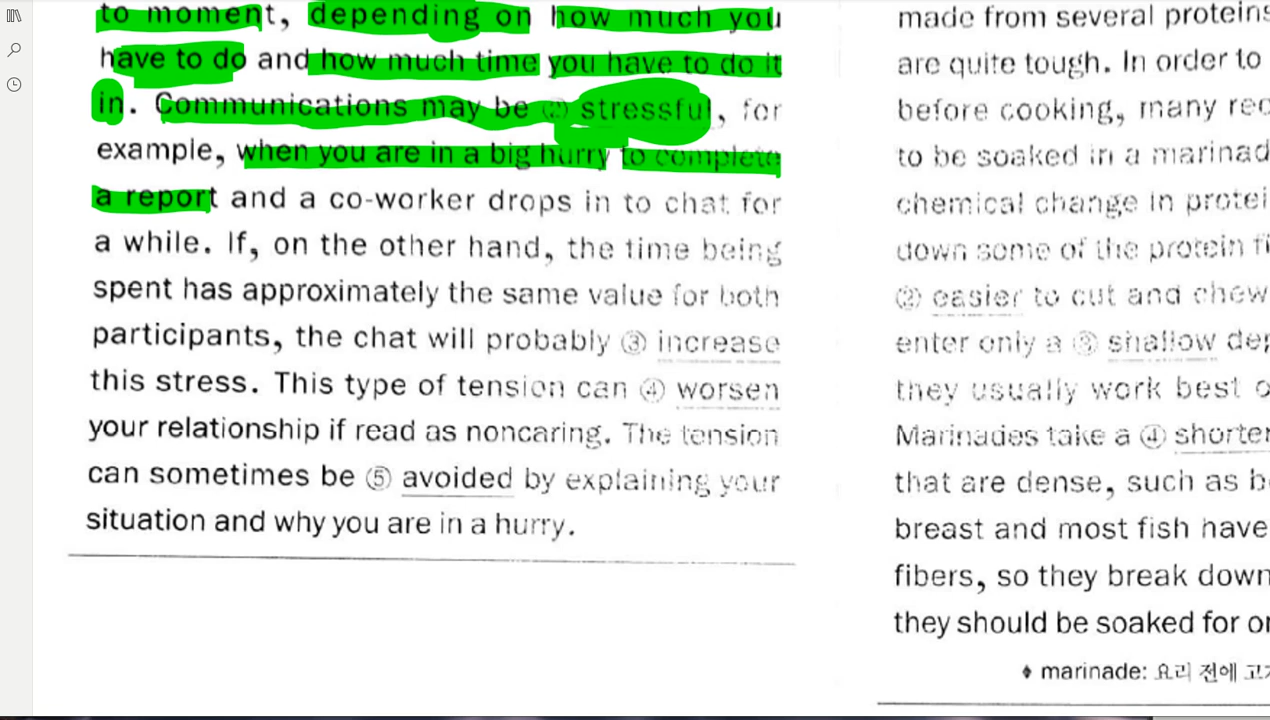 to moment, depending on how much you
have to do and how much time you have to do it
in. Communications may be ② stressful, for
example, when you are in a big hurry to complete
a report and a co-worker drops in to chat for
a while. If, on the other hand, the time being
spent has approximately the same value for both
participants, the chat will probably ③ increase
this stress. This type of tension can ④ worsen
your relationship if read as noncaring. The tension
can sometimes be ⑤ avoided by explaining your
situation and why you are in a hurry.
made from several proteins
are quite tough. In order to
before cooking, many rec
to be soaked in a marinad
chemical change in protei
down some of the protein fi
② easier to cut and chew
enter only a ③ shallow dep
they usually work best o
Marinades take a ④ shorter
that are dense, such as b
breast and most fish have
fibers, so they break down
they should be soaked for or
♦ marinade: 요리 전에 고기